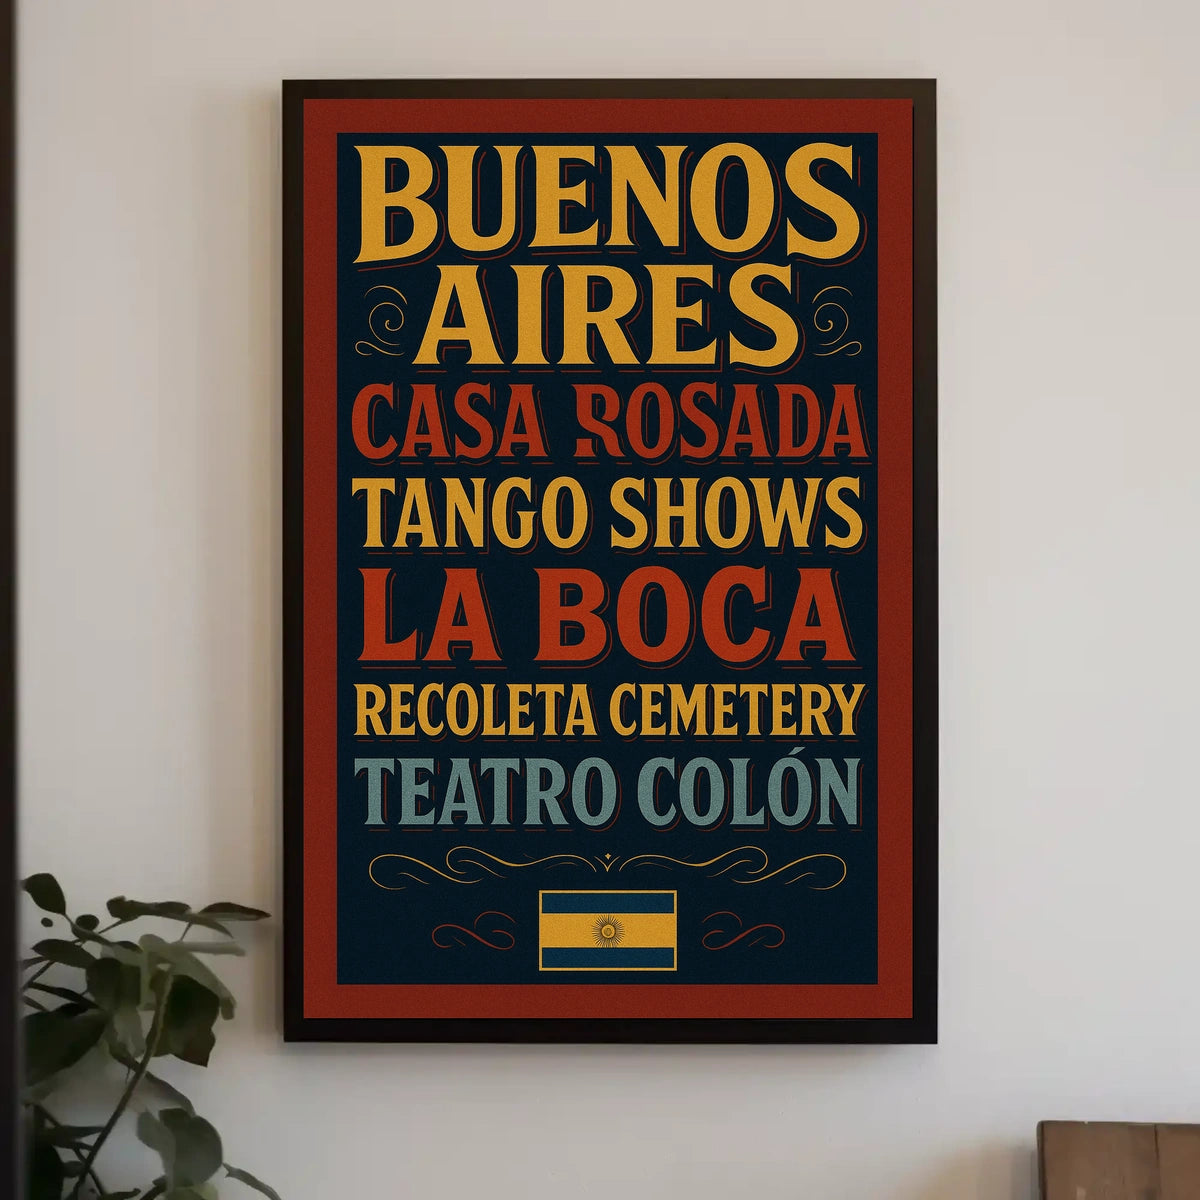 BUENOS
AIRES
CASA ROSADA
TANGO SHOWS
LA BOCA
RECOLETA CEMETERY
TEATRO COLÓN